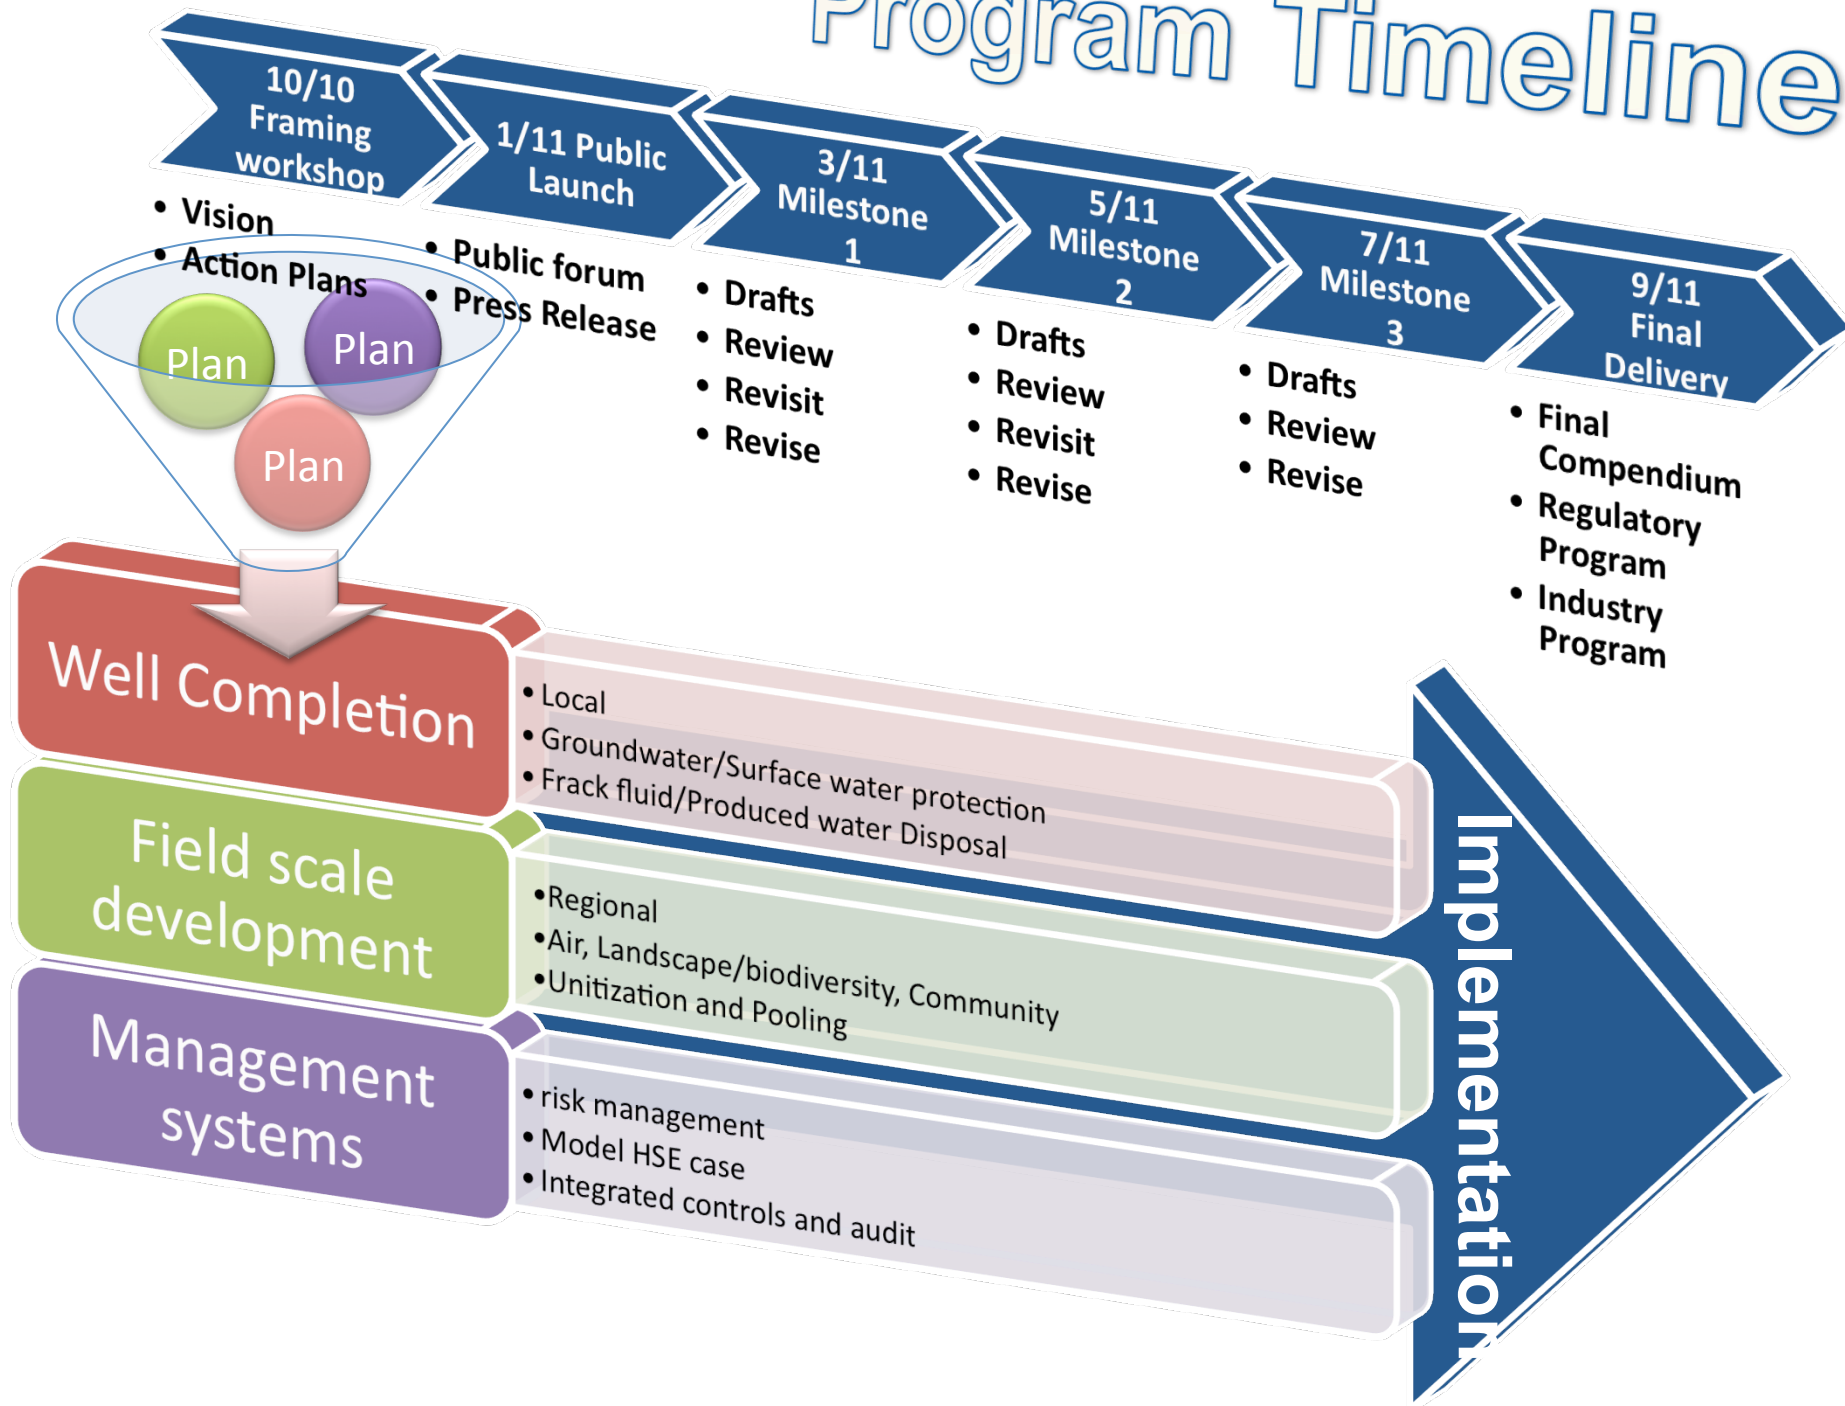 Program Timeline
10/10
Framing
workshop
• Vision
• Action Plans
1/11 Public
Launch
• Public forum
• Press Release
3/11
Milestone
1
• Drafts
• Review
• Revisit
• Revise
5/11
Milestone
2
• Drafts
• Review
• Revisit
• Revise
7/11
Milestone
3
• Drafts
• Review
• Revise
9/11
Final
Delivery
• Final
Compendium
• Regulatory
Program
• Industry
Program
Plan
Plan
Plan
Well Completion
• Local
• Groundwater/Surface water protection
• Frack fluid/Produced water Disposal
Field scale
development
•Regional
•Air, Landscape/biodiversity, Community
•Unitization and Pooling
Management
systems
• risk management
• Model HSE case
• Integrated controls and audit
Implementation